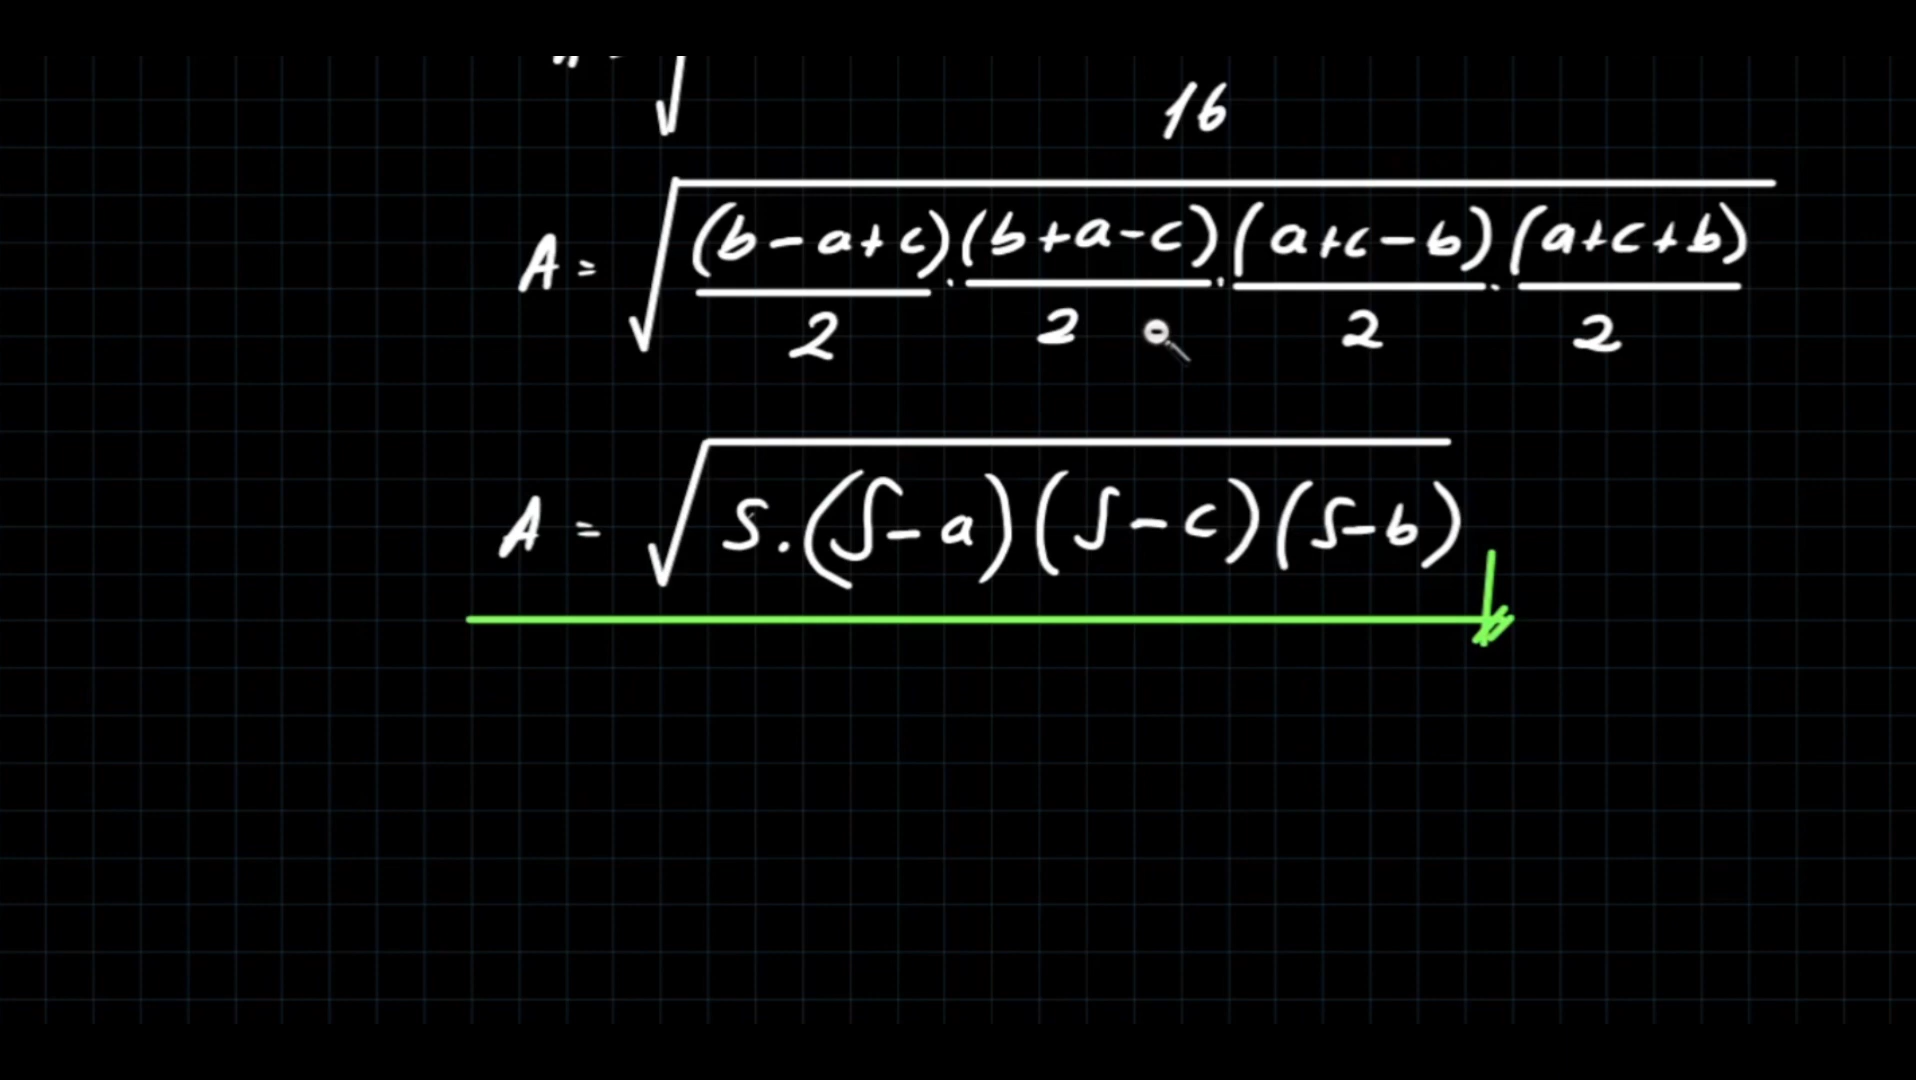 16
A = √((b-a+c)/2 · (b+a-c)/2 · (a+c-b)/2 · (a+c+b)/2)
A = √(S.(S-a)(S-c)(S-b))